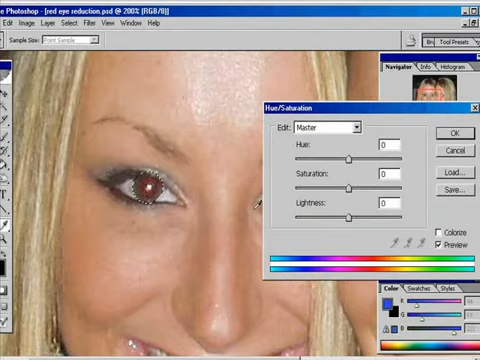 e Photoshop - [red eye reduction.psd @ 200% (RGB/8)]
le Edit Image Layer Select Filter View Window Help
Sample Size: Point Sample
Tool Presets
Navigator Info Histogram
Hue/Saturation
Edit: Master
OK
Hue: 0
Cancel
Saturation: 0
Load...
Save...
Lightness: 0
Colorize
Preview
Color Swatches Styles
R
G
B